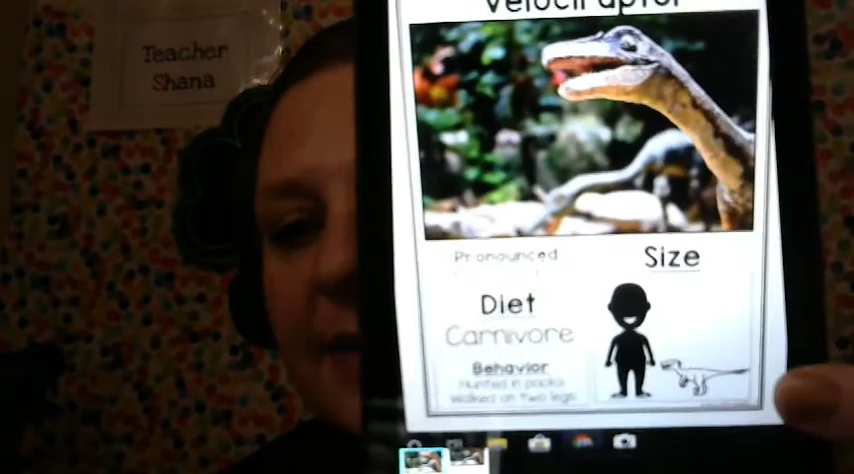 Velociraptor
Teacher
Shana
Pronounced
Size
Diet
Carnivore
Behavior
Hunted in packs
Walked on two legs